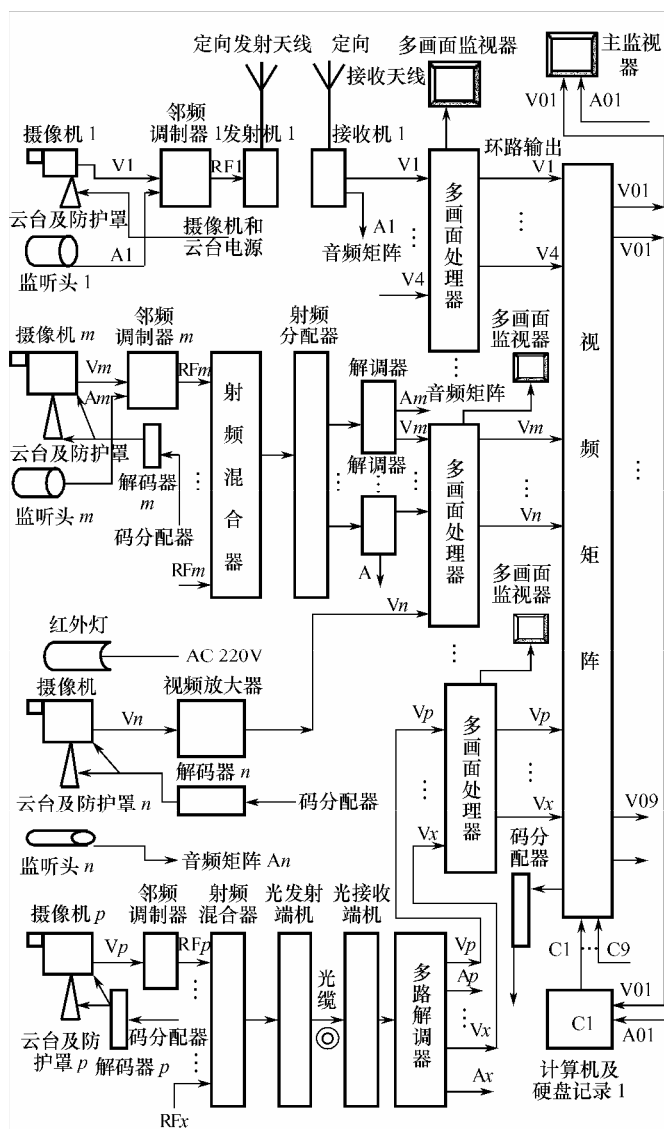 定向发射天线
定向
接收天线
多画面监视器
主监视
器
V01
A01
摄像机 1
邻频
调制器 1
发射机 1
接收机 1
V1
RF1
V1
环路输出
V1
V01
云台及防护罩
摄像机和
云台电源
A1
音频矩阵
多画面处理器
V01
A1
监听头 1
V4
V4
摄像机 m
邻频
调制器 m
射频
分配器
多画面
监视器
解调器
Vm
RFm
Am
Am
音频矩阵
Vm
Vm
云台及防护罩
解码器
m
射频混合器
解调器
多画面处理器
视频矩阵
监听头 m
码分配器
Vn
RFm
A
Vn
多画面
监视器
红外灯
AC 220V
摄像机
视频放大器
Vn
Vp
多画面处理器
Vp
解码器 n
云台及防护罩 n
码分配器
Vx
Vx
V09
监听头 n
音频矩阵 An
码分配器
摄像机 p
邻频
调制器
射频
混合器
光发射
端机
光接收
端机
Vp
RFp
Vp
C1
C9
光缆
多路解调器
Ap
云台及防
护罩 p
码分配器
解码器 p
Vx
V01
C1
A01
Ax
计算机及
硬盘记录 1
RFx